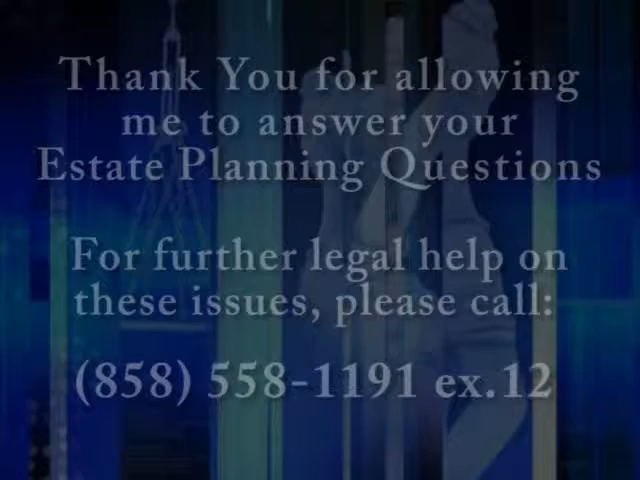 Thank You for allowing
me to answer your
Estate Planning Questions
For further legal help on
these issues, please call:
(858) 558-1191 ex.12